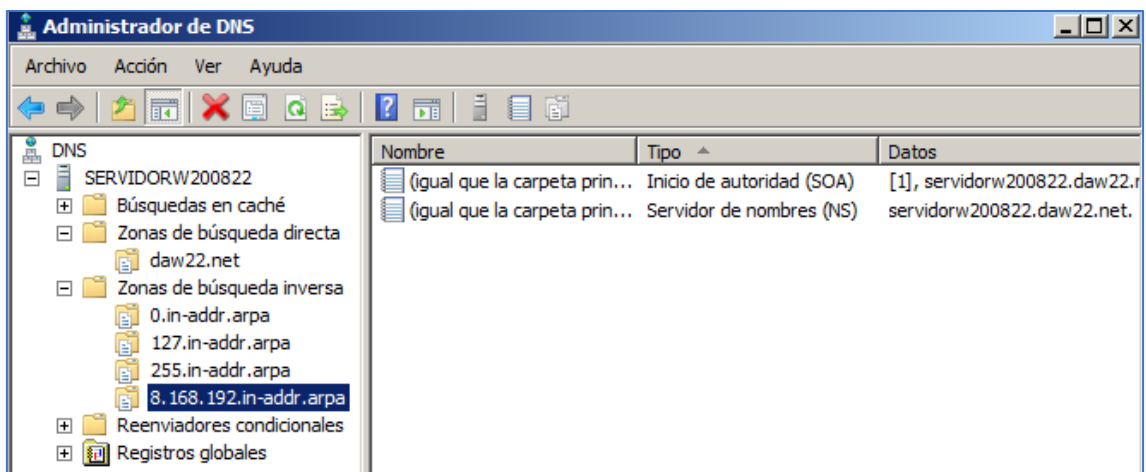 Administrador de DNS
Archivo Acción Ver Ayuda
DNS
SERVIDORW200822
Búsquedas en caché
Zonas de búsqueda directa
daw22.net
Zonas de búsqueda inversa
0.in-addr.arpa
127.in-addr.arpa
255.in-addr.arpa
8.168.192.in-addr.arpa
Reenviadores condicionales
Registros globales
Nombre Tipo Datos
(igual que la carpeta prin... Inicio de autoridad (SOA) [1], servidorw200822.daw22.
(igual que la carpeta prin... Servidor de nombres (NS) servidorw200822.daw22.net.